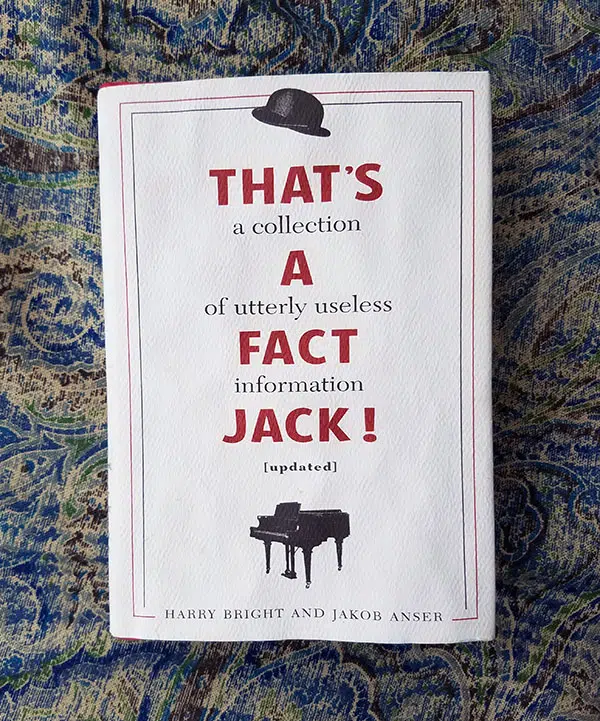 THAT'S
a collection
A
of utterly useless
FACT
information
JACK!
[updated]
HARRY BRIGHT AND JAKOB ANSER